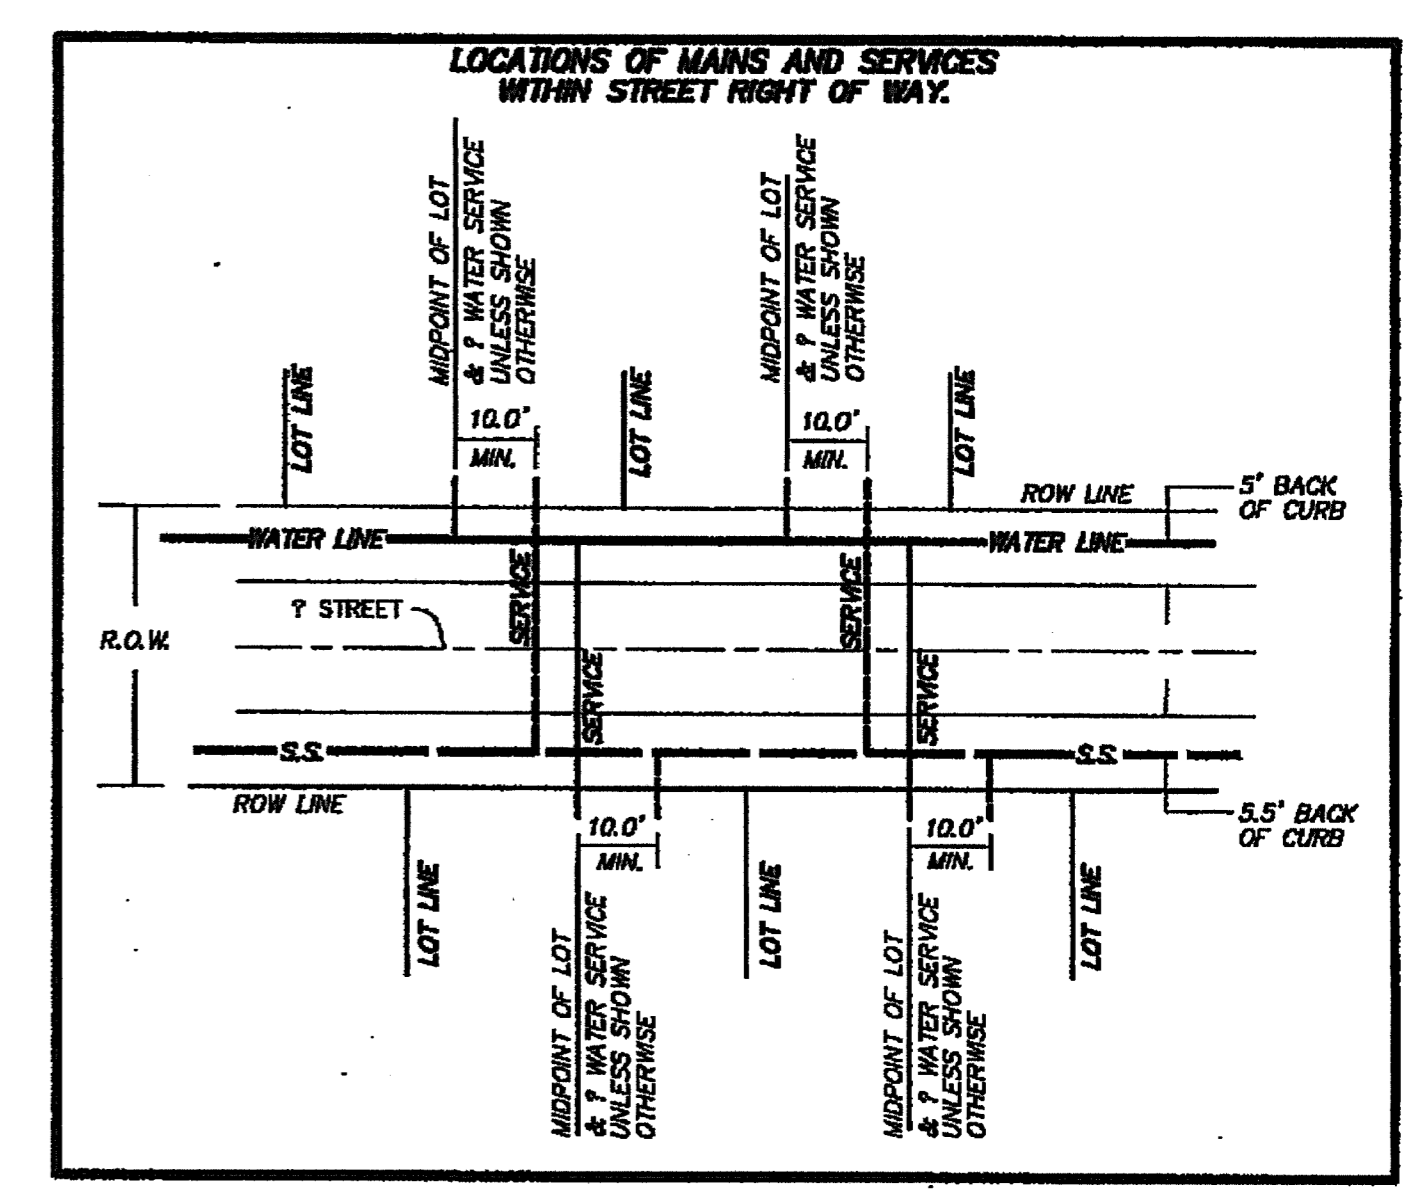 LOCATIONS OF MAINS AND SERVICES
WITHIN STREET RIGHT OF WAY.
MIDPOINT OF LOT
& ? WATER SERVICE
UNLESS SHOWN
OTHERWISE
MIDPOINT OF LOT
& ? WATER SERVICE
UNLESS SHOWN
OTHERWISE
LOT LINE
10.0'
MIN.
LOT LINE
10.0'
MIN.
LOT LINE
ROW LINE
5' BACK
OF CURB
WATER LINE
WATER LINE
SERVICE
SERVICE
? STREET
R.O.W.
SERVICE
SERVICE
S.S.
S.S.
ROW LINE
5.5' BACK
OF CURB
10.0'
MIN.
10.0'
MIN.
LOT LINE
LOT LINE
LOT LINE
MIDPOINT OF LOT
& ? WATER SERVICE
UNLESS SHOWN
OTHERWISE
MIDPOINT OF LOT
& ? WATER SERVICE
UNLESS SHOWN
OTHERWISE